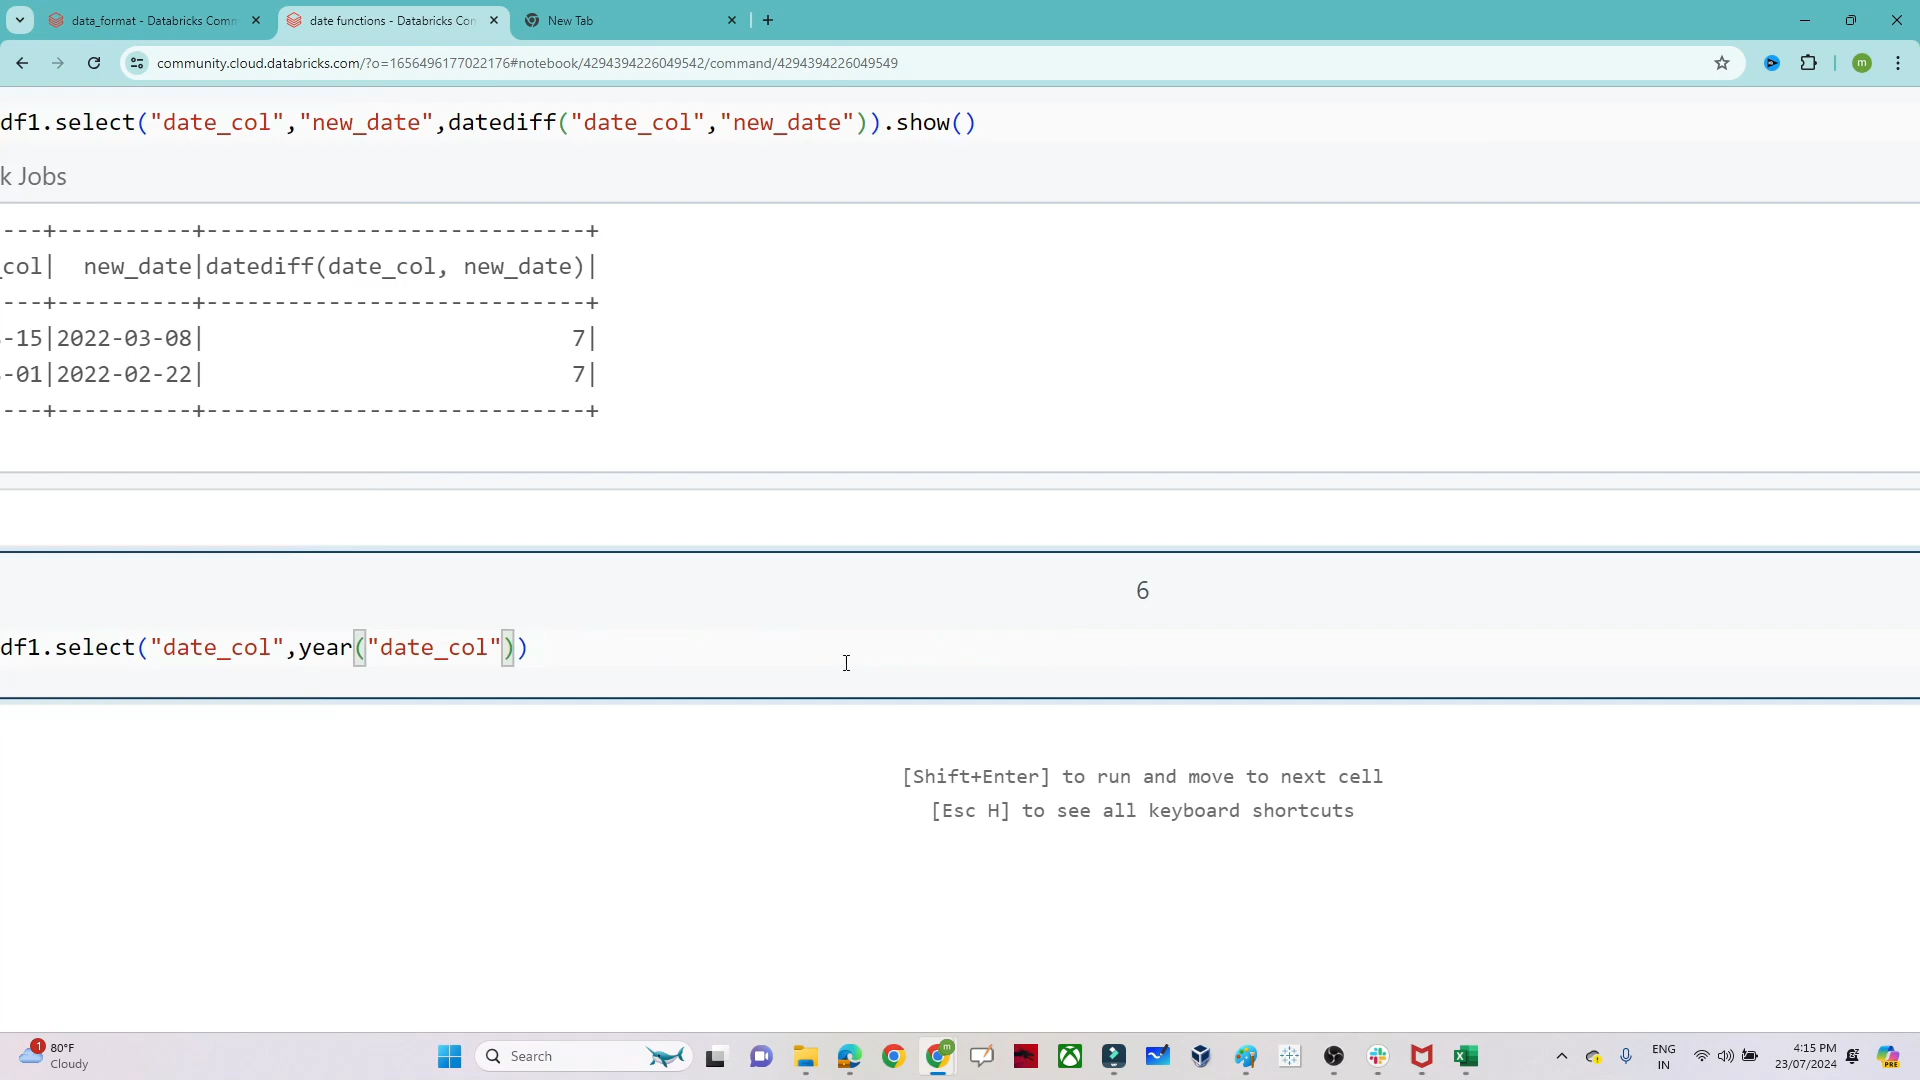 data_format - Databricks Comm
date functions - Databricks Con
New Tab
community.cloud.databricks.com/?o=1656496177022176#notebook/4294394226049542/command/4294394226049549
m
df1.select("date_col","new_date",datediff("date_col","new_date")).show()
k Jobs
---+----------+----------------------------+
_col|  new_date|datediff(date_col, new_date)|
---+----------+----------------------------+
-15|2022-03-08|                           7|
-01|2022-02-22|                           7|
---+----------+----------------------------+
6
df1.select("date_col",year("date_col"))
[Shift+Enter] to run and move to next cell
[Esc H] to see all keyboard shortcuts
1
80°F
Cloudy
Search
m
ENG
IN
4:15 PM
23/07/2024
PRE